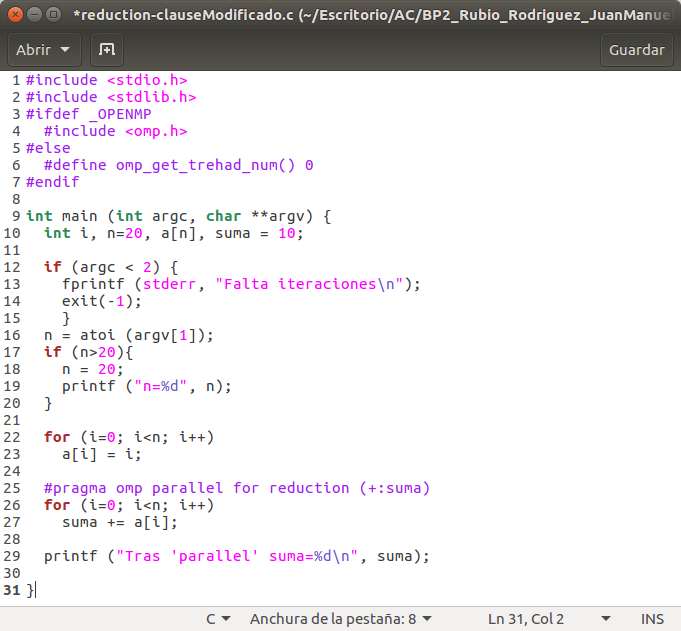 *reduction-clauseModificado.c (~/Escritorio/AC/BP2_Rubio_Rodriguez_JuanManue
Abrir Guardar
1 #include <stdio.h>
2 #include <stdlib.h>
3 #ifdef _OPENMP
4   #include <omp.h>
5 #else
6   #define omp_get_trehad_num() 0
7 #endif
8
9 int main (int argc, char **argv) {
10   int i, n=20, a[n], suma = 10;
11
12   if (argc < 2) {
13     fprintf (stderr, "Falta iteraciones\n");
14     exit(-1);
15     }
16   n = atoi (argv[1]);
17   if (n>20){
18     n = 20;
19     printf ("n=%d", n);
20   }
21
22   for (i=0; i<n; i++)
23     a[i] = i;
24
25   #pragma omp parallel for reduction (+:suma)
26   for (i=0; i<n; i++)
27     suma += a[i];
28
29   printf ("Tras 'parallel' suma=%d\n", suma);
30
31 }
C Anchura de la pestaña: 8 Ln 31, Col 2 INS